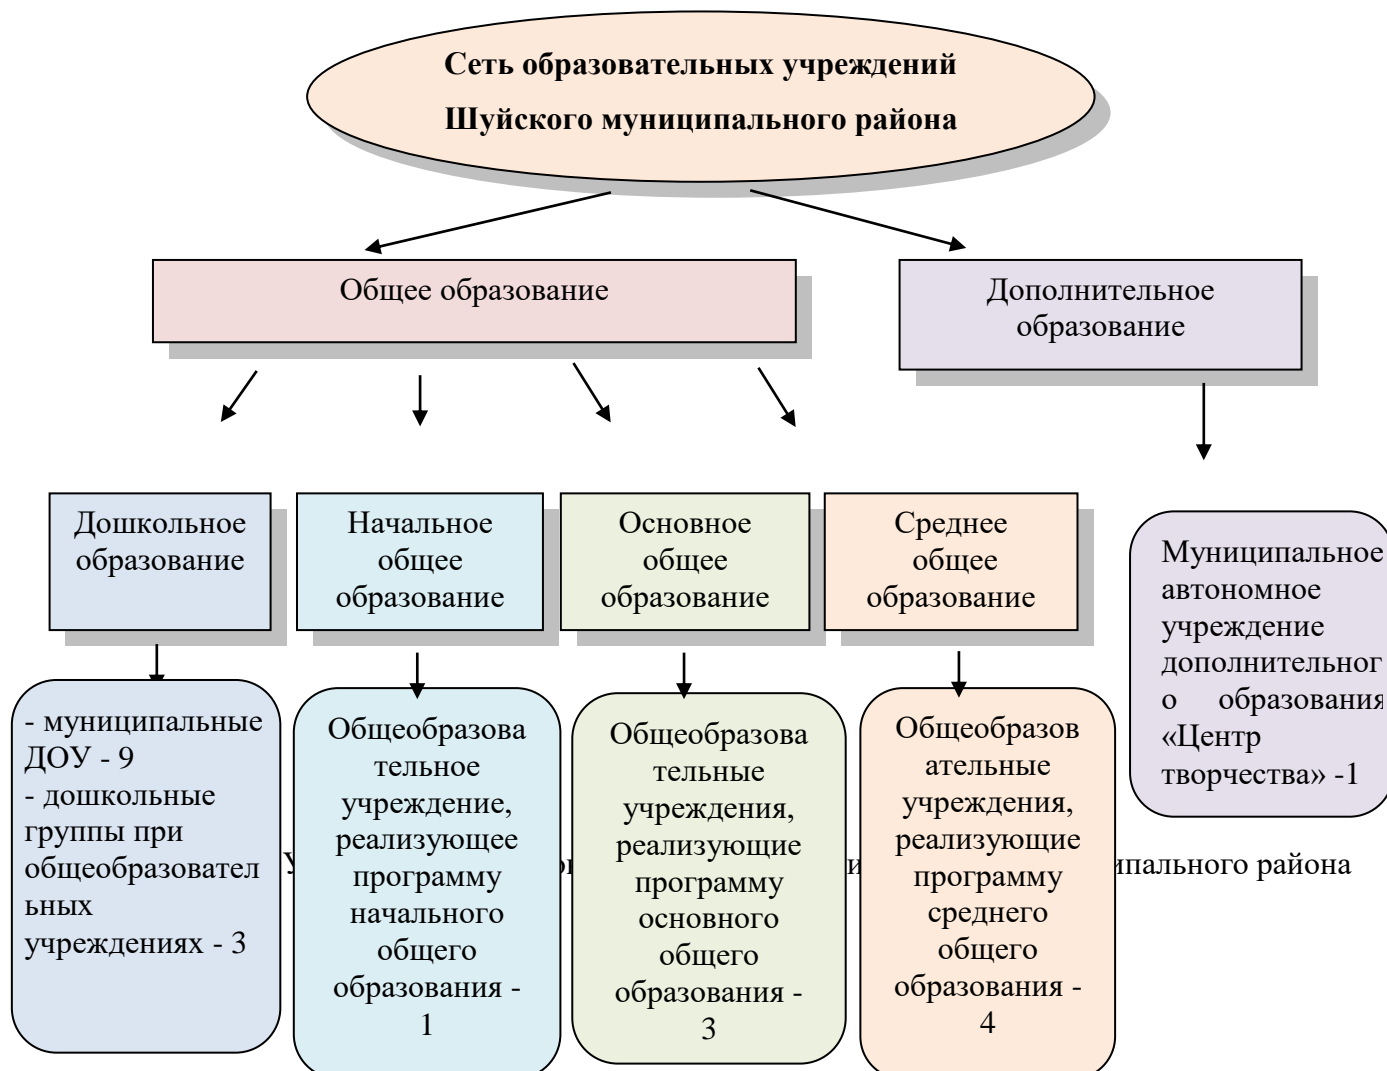 Сеть образовательных учреждений
Шуйского муниципального района
Общее образование
Дополнительное
образование
Дошкольное
образование
Начальное
общее
образование
Основное
общее
образование
Среднее
общее
образование
Муниципальное
автономное
учреждение
дополнительног
о образования
«Центр
творчества» -1
- муниципальные
ДОУ - 9
- дошкольные
группы при
общеобразовател
ьных
учреждениях - 3
Общеобразова
тельное
учреждение,
реализующее
программу
начального
общего
образования -
1
Общеобразова
тельные
учреждения,
реализующие
программу
основного
общего
образования -
3
Общеобразов
ательные
учреждения,
реализующие
программу
среднего
общего
образования -
4
района